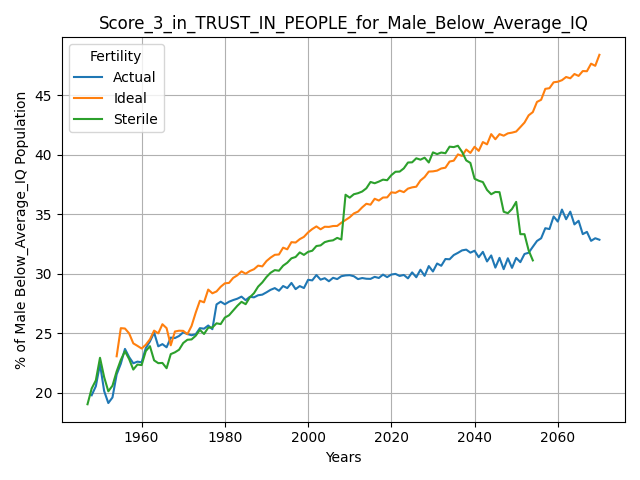 Score_3_in_TRUST_IN_PEOPLE_for_Male_Below_Average_IQ
Fertility
Actual
Ideal
Sterile
% of Male Below_Average_IQ Population
45
40
35
30
25
20
1960
1980
2000
2020
2040
2060
Years